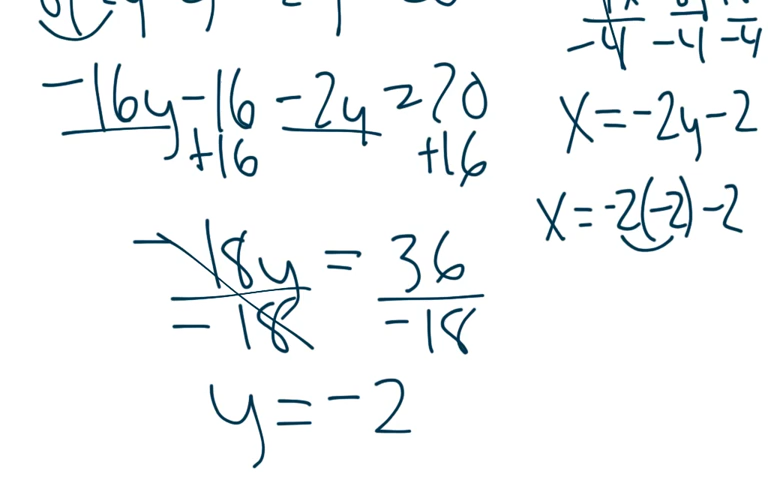 -16y - 16 - 2y = 20
+16 +16
-18y = 36
-18 -18
y = -2
-4 -4 -4
x = -2y - 2
x = -2(-2) - 2